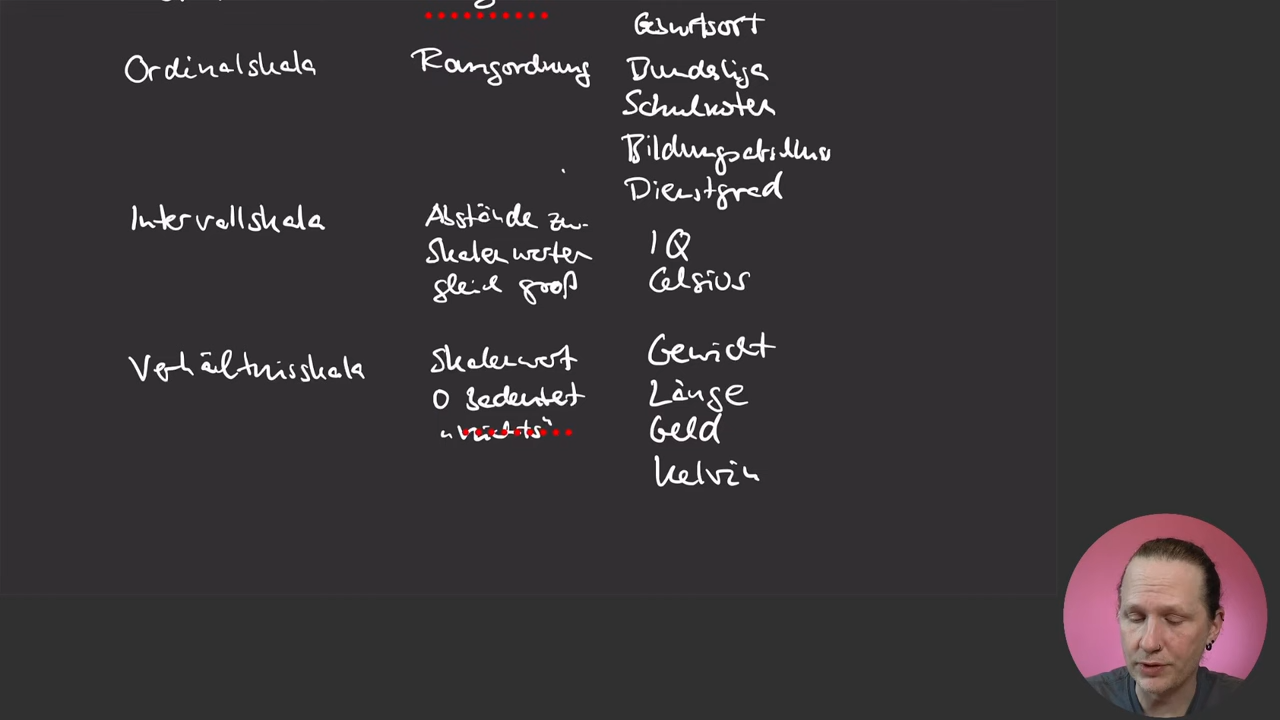 Geburtsort
Ordinalskala Rangordnung Bundesliga
Schulnoten
Bildungsabschluss
Dienstgrad
Intervallskala Abstände zw.
Skalenwerten IQ
gleich groß Celsius
Verhältnisskala Skalenwert Gewicht
0 bedeutet Länge
"nichts" Geld
Kelvin